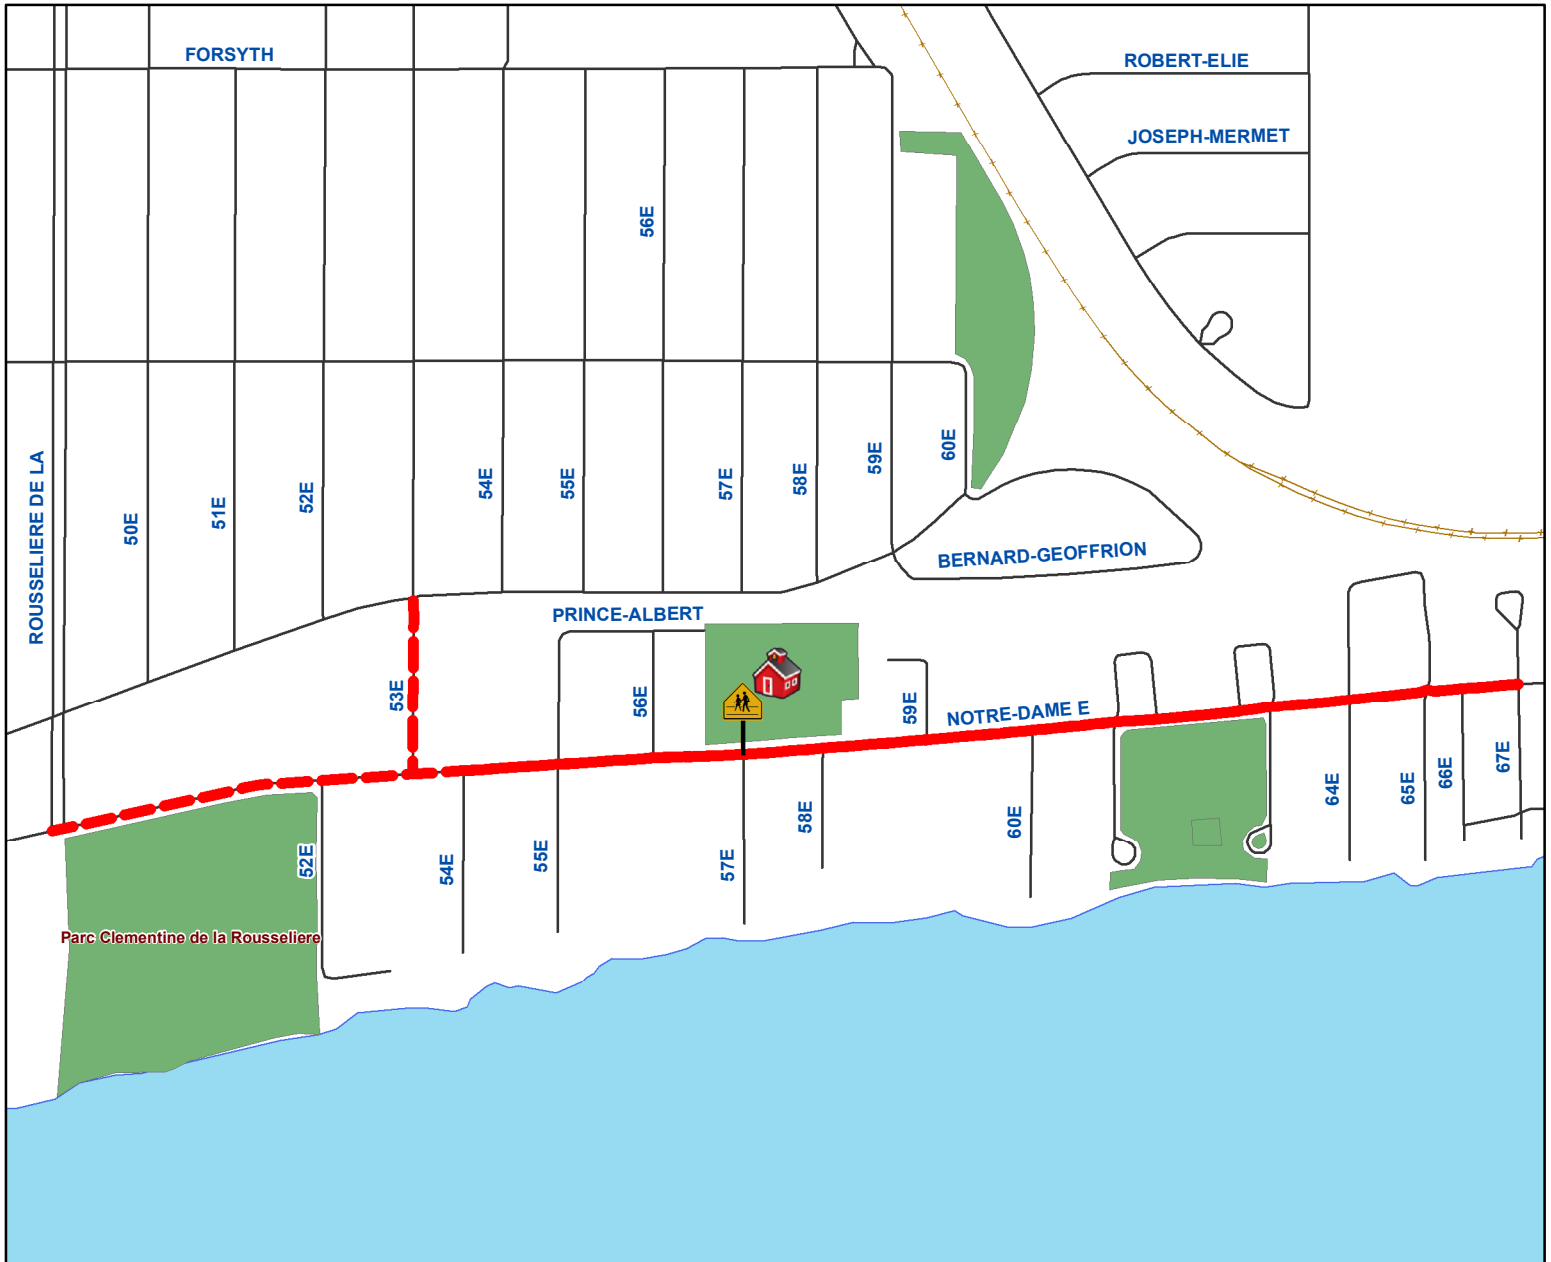 FORSYTH
ROBERT-ELIE
JOSEPH-MERMET
56E
ROUSSELIERE DE LA
50E
51E
52E
54E
55E
57E
58E
59E
60E
BERNARD-GEOFFRION
PRINCE-ALBERT
53E
56E
59E
NOTRE-DAME E
52E
54E
55E
57E
58E
60E
64E
65E
66E
67E
Parc Clementine de la Rousseliere